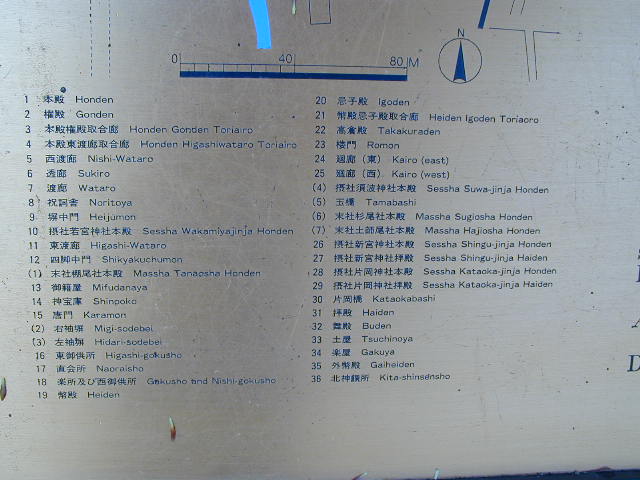 0 40 80 M
N
1 本殿 Honden
2 権殿 Gonden
3 本殿権殿取合廊 Honden Gonden Toriairo
4 本殿東渡廊取合廊 Honden Higashiwataro Toriairo
5 西渡廊 Nishi-Wataro
6 透廊 Sukiro
7 渡廊 Wataro
8 祝詞舎 Noritoya
9 塀中門 Heijumon
10 摂社若宮神社本殿 Sessha Wakamiyajinja Honden
11 東渡廊 Higashi-Wataro
12 四脚中門 Shikyakuchumon
(1) 末社棚尾社本殿 Massha Tanaosha Honden
13 御籍屋 Mifudanaya
14 神宝庫 Shinpoko
15 唐門 Karamon
(2) 右袖塀 Migi-sodebei
(3) 左袖塀 Hidari-sodebei
16 東御供所 Higashi-gokusho
17 直会所 Naoraisho
18 楽所及び西御供所 Gakusho and Nishi-gokusho
19 幣殿 Heiden
20 忌子殿 Igoden
21 幣殿忌子殿取合廊 Heiden Igoden Toriaoro
22 高倉殿 Takakuraden
23 楼門 Romon
24 廻廊(東) Kairo (east)
25 廻廊(西) Kairo (west)
(4) 摂社須波神社本殿 Sessha Suwa-jinja Honden
(5) 玉橋 Tamabashi
(6) 末社杉尾社本殿 Massha Sugiosha Honden
(7) 末社土師尾社本殿 Massha Hajiosha Honden
26 摂社新宮神社本殿 Sessha Shingu-jinja Honden
27 摂社新宮神社拝殿 Sessha Shingu-jinja Haiden
28 摂社片岡神社本殿 Sessha Kataoka-jinja Honden
29 摂社片岡神社拝殿 Sessha Kataoka-jinja Haiden
30 片岡橋 Kataokabashi
31 拝殿 Haiden
32 舞殿 Buden
33 土屋 Tsuchinoya
34 楽屋 Gakuya
35 外幣殿 Gaiheiden
36 北神饌所 Kita-shinsensho